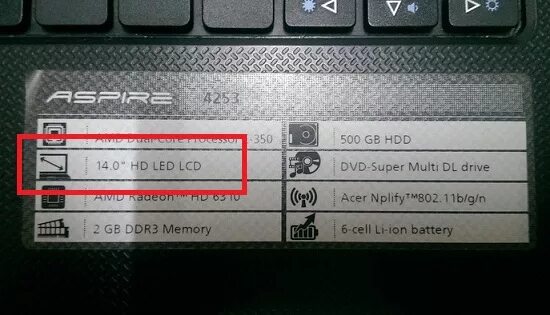 ASPIRE 4253
AMD Dual-Core Processor E-350
14.0" HD LED LCD
AMD Radeon™ HD 6310
2 GB DDR3 Memory
500 GB HDD
DVD-Super Multi DL drive
Acer Nplify™802.11b/g/n
6-cell Li-ion battery